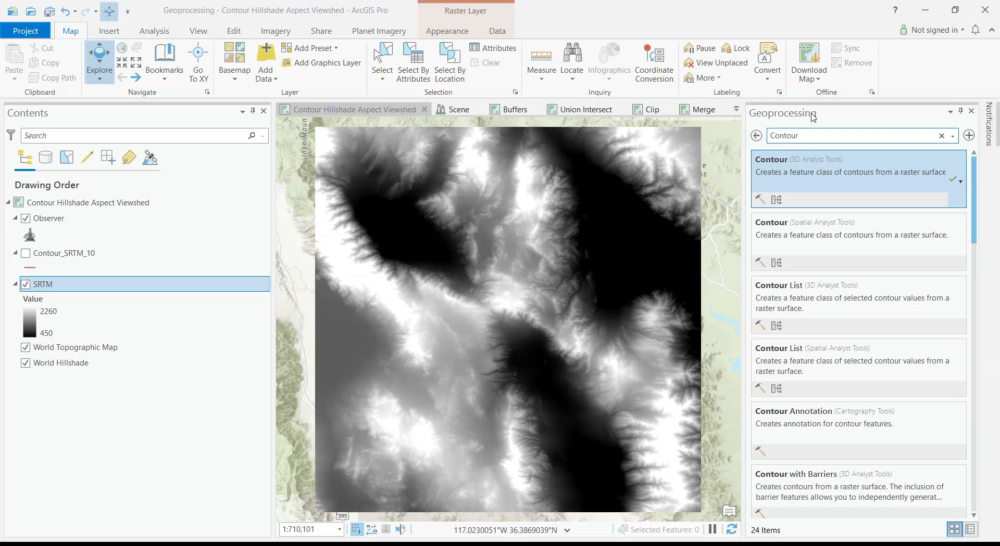 Geoprocessing - Contour Hillshade Aspect Viewshed - ArcGIS Pro
Raster Layer
?
Project Map Insert Analysis View Edit Imagery Share Planet Imagery Appearance Data
Not signed in
Paste
Cut
Copy
Copy Path
Clipboard
Explore
Bookmarks
Go
To XY
Navigate
Basemap
Add
Data
Add Preset
Add Graphics Layer
Layer
Select
Select By
Attributes
Select By
Location
Attributes
Clear
Selection
Measure
Locate
Infographics
Coordinate
Conversion
Inquiry
Pause Lock
View Unplaced
More
Convert
Labeling
Download
Map
Sync
Remove
Offline
Contents
Search
Drawing Order
Contour Hillshade Aspect Viewshed
Observer
Contour_SRTM_10
SRTM
Value
2260
450
World Topographic Map
World Hillshade
Contour Hillshade Aspect Viewshed Scene Buffers Union Intersect Clip Merge
Inyo Moun
395
1:710,101
117.0230051°W 36.3869039°N
Selected Features: 0
Geoprocessing
Contour
Contour (3D Analyst Tools)
Creates a feature class of contours from a raster surface
Contour (Spatial Analyst Tools)
Creates a feature class of contours from a raster surface.
Contour List (3D Analyst Tools)
Creates a feature class of selected contour values from a
raster surface.
Contour List (Spatial Analyst Tools)
Creates a feature class of selected contour values from a
raster surface.
Contour Annotation (Cartography Tools)
Creates annotation for contour features.
Contour with Barriers (3D Analyst Tools)
Creates contours from a raster surface. The inclusion of
barrier features allows you to independently generat...
24 Items
Notifications